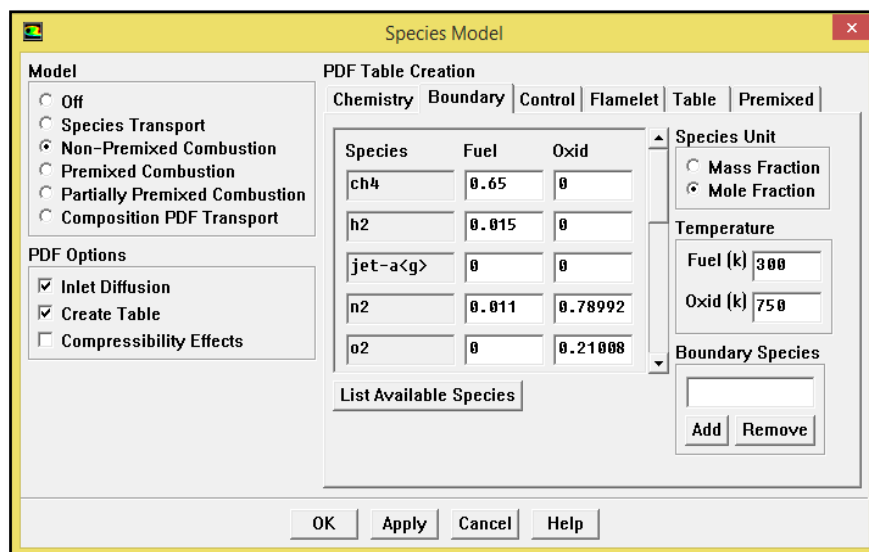 Species Model
Model
Off
Species Transport
Non-Premixed Combustion
Premixed Combustion
Partially Premixed Combustion
Composition PDF Transport
PDF Options
Inlet Diffusion
Create Table
Compressibility Effects
PDF Table Creation
Chemistry Boundary Control Flamelet Table Premixed
Species Fuel Oxid
ch4 0.65 0
h2 0.015 0
jet-a<g> 0 0
n2 0.011 0.78992
o2 0 0.21008
List Available Species
Species Unit
Mass Fraction
Mole Fraction
Temperature
Fuel (k) 300
Oxid (k) 750
Boundary Species
Add Remove
OK Apply Cancel Help